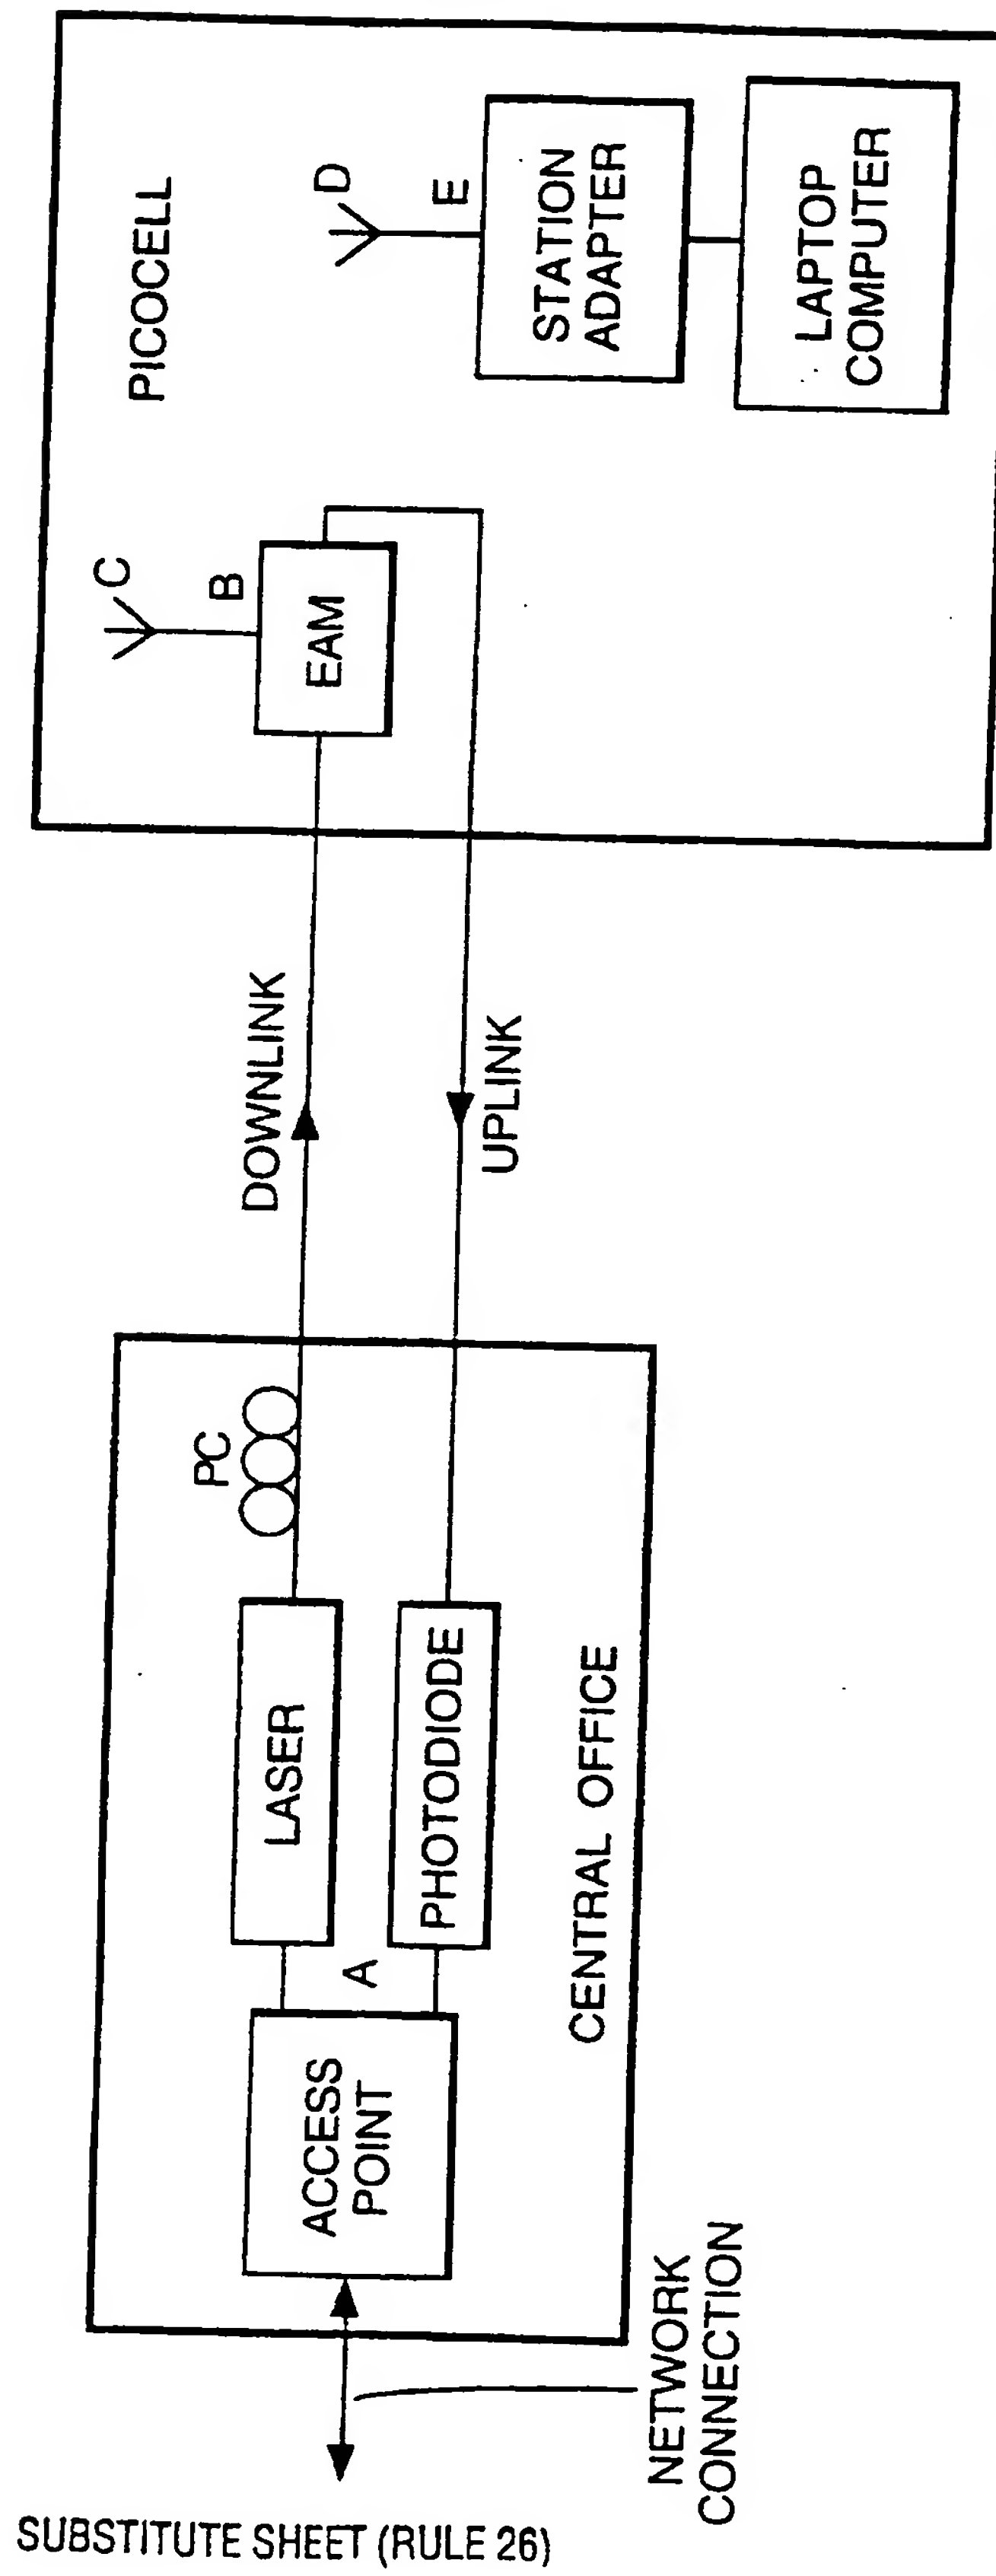 SUBSTITUTE SHEET (RULE 26)
NETWORK
CONNECTION
ACCESS
POINT
A
LASER
PHOTODIODE
PC
CENTRAL OFFICE
DOWNLINK
UPLINK
PICOCELL
C
B
EAM
D
E
STATION
ADAPTER
LAPTOP
COMPUTER